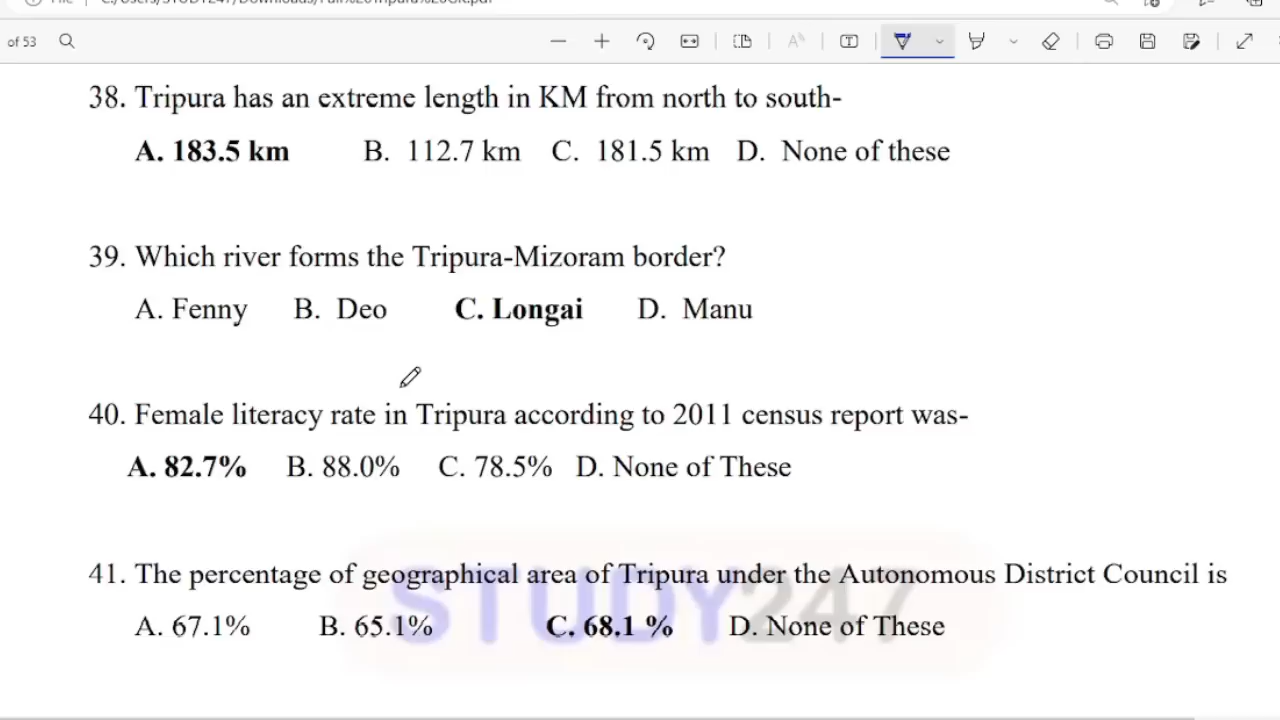 of 53
38. Tripura has an extreme length in KM from north to south-
A. 183.5 km B. 112.7 km C. 181.5 km D. None of these
39. Which river forms the Tripura-Mizoram border?
A. Fenny B. Deo C. Longai D. Manu
40. Female literacy rate in Tripura according to 2011 census report was-
A. 82.7% B. 88.0% C. 78.5% D. None of These
41. The percentage of geographical area of Tripura under the Autonomous District Council is
A. 67.1% B. 65.1% C. 68.1 % D. None of These
STUDY247